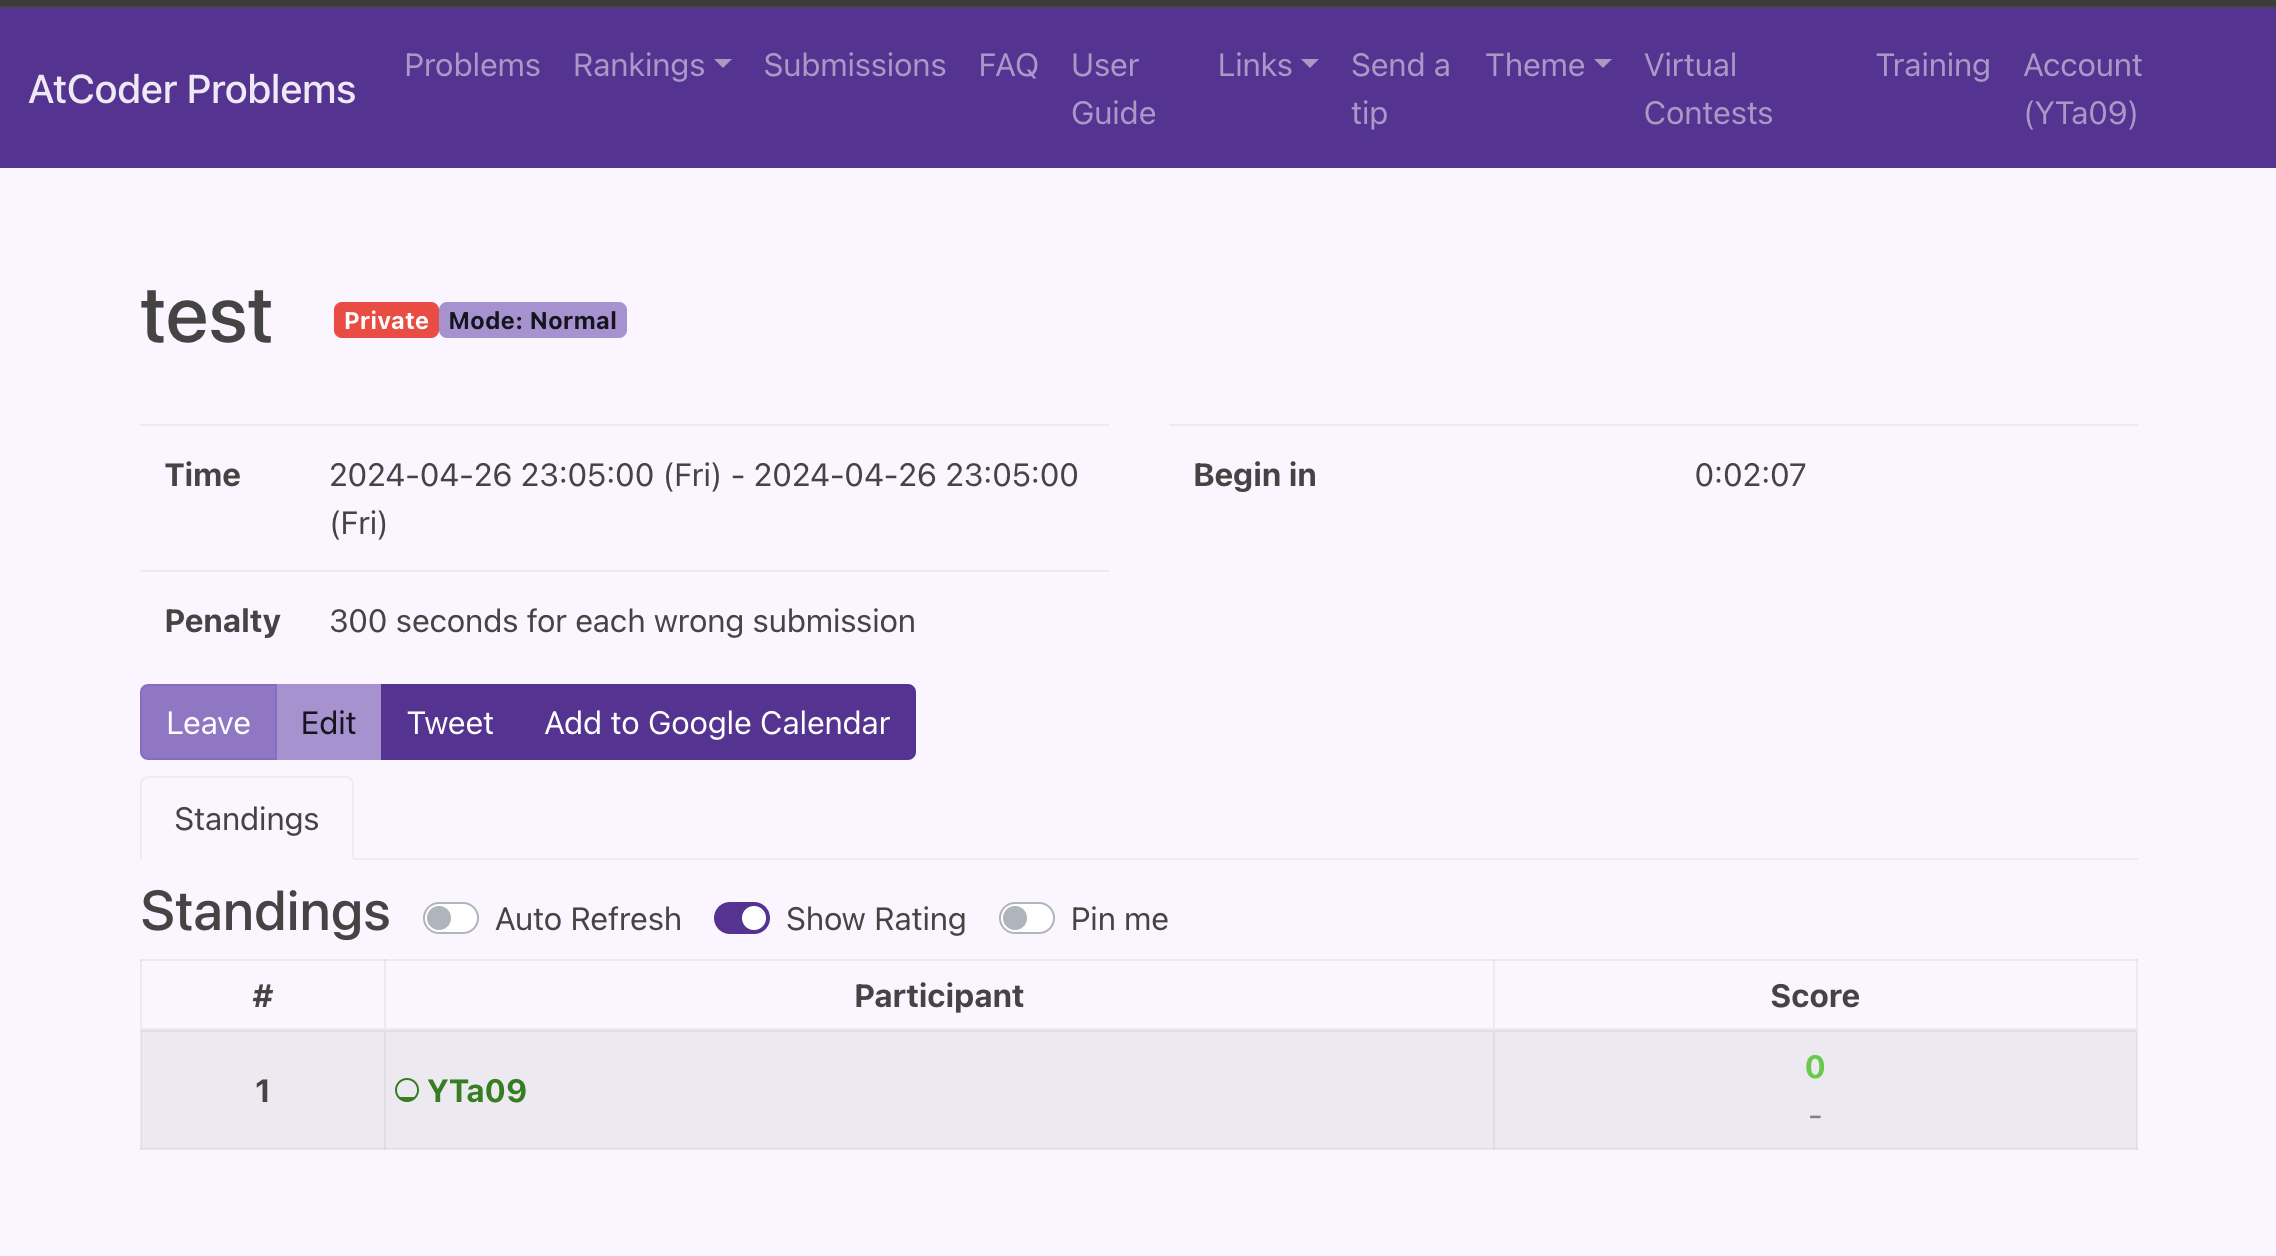 AtCoder Problems
Problems Rankings Submissions FAQ User Guide Links Send a tip Theme Virtual Contests Training Account (YTa09)
test Private Mode: Normal
Time 2024-04-26 23:05:00 (Fri) - 2024-04-26 23:05:00
(Fri)
Begin in 0:02:07
Penalty 300 seconds for each wrong submission
Leave Edit Tweet Add to Google Calendar
Standings
Standings Auto Refresh Show Rating Pin me
# Participant Score
1 YTa09 0
-